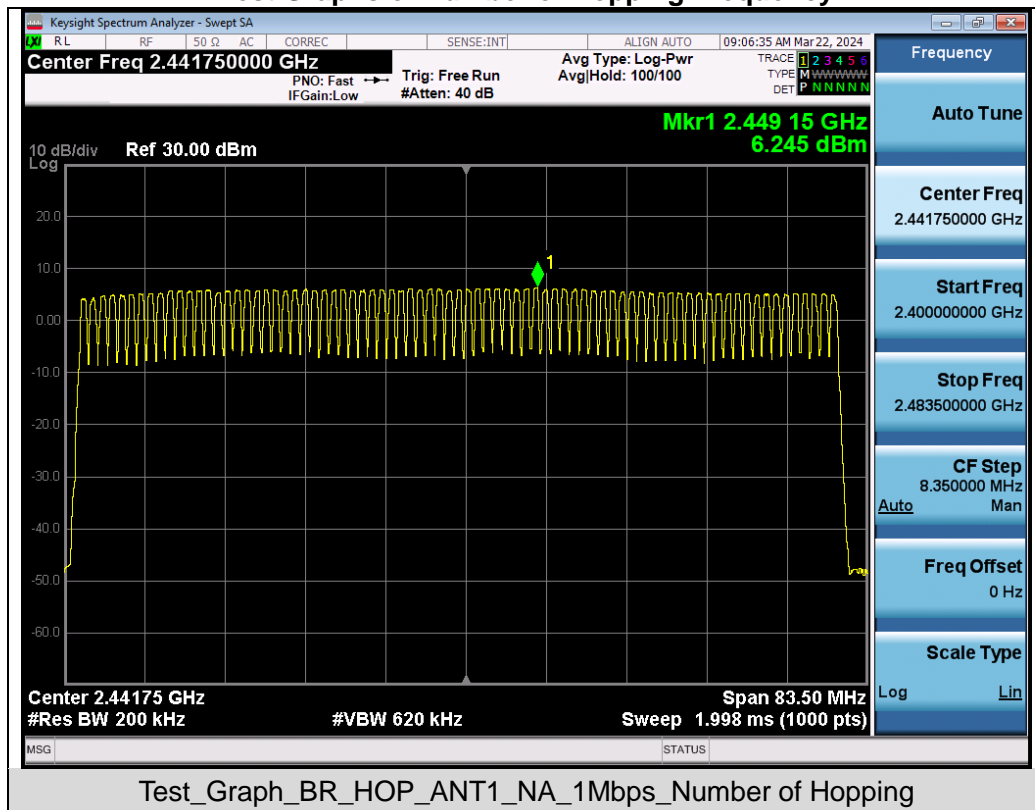 Keysight Spectrum Analyzer - Swept SA
LXI RL RF 50 Ω AC CORREC SENSE:INT ALIGN AUTO 09:06:35 AM Mar 22, 2024
Center Freq 2.441750000 GHz
PNO: Fast
IFGain:Low
Trig: Free Run
#Atten: 40 dB
Avg Type: Log-Pwr
Avg|Hold: 100/100
TRACE 1 2 3 4 5 6
TYPE M WWWWW
DET P N N N N N
Mkr1 2.449 15 GHz
6.245 dBm
10 dB/div Ref 30.00 dBm
Log
20.0
10.0
0.00
-10.0
-20.0
-30.0
-40.0
-50.0
-60.0
1
Center 2.44175 GHz Span 83.50 MHz
#Res BW 200 kHz #VBW 620 kHz Sweep 1.998 ms (1000 pts)
MSG STATUS
Frequency
Auto Tune
Center Freq
2.441750000 GHz
Start Freq
2.400000000 GHz
Stop Freq
2.483500000 GHz
CF Step
8.350000 MHz
Auto Man
Freq Offset
0 Hz
Scale Type
Log Lin
Test_Graph_BR_HOP_ANT1_NA_1Mbps_Number of Hopping